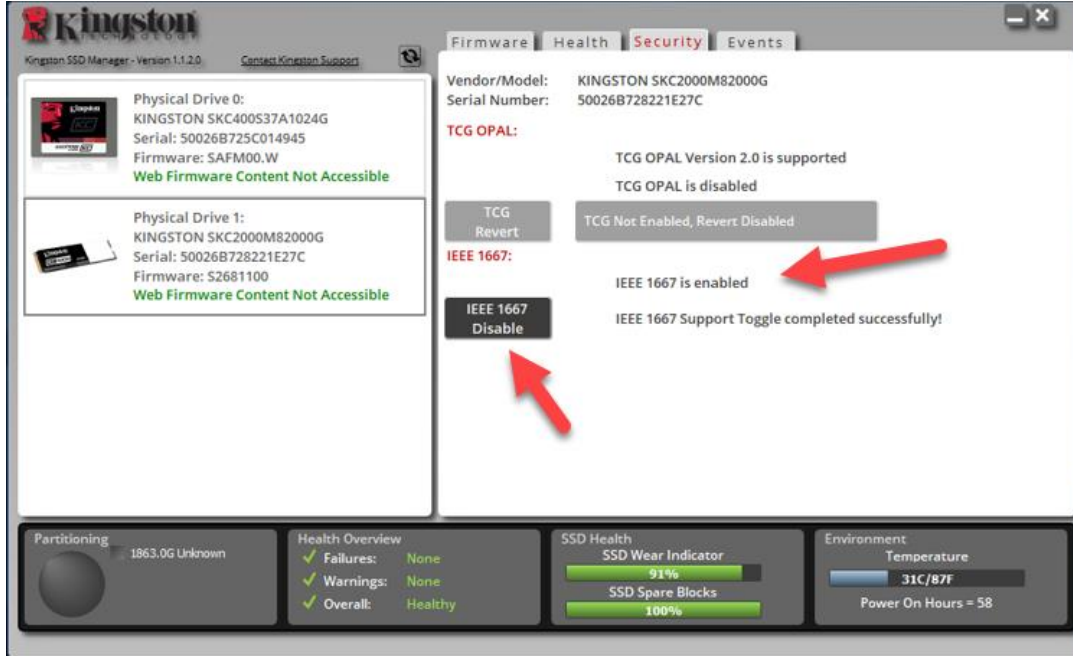 Kingston
TECHNOLOGY
Kingston SSD Manager - Version 1.1.2.0 Contact Kingston Support
Firmware Health Security Events
Physical Drive 0:
KINGSTON SKC400S37A1024G
Serial: 50026B725C014945
Firmware: SAFM00.W
Web Firmware Content Not Accessible
Physical Drive 1:
KINGSTON SKC2000M82000G
Serial: 50026B728221E27C
Firmware: S2681100
Web Firmware Content Not Accessible
Vendor/Model: KINGSTON SKC2000M82000G
Serial Number: 50026B728221E27C
TCG OPAL:
TCG OPAL Version 2.0 is supported
TCG OPAL is disabled
TCG
Revert
TCG Not Enabled, Revert Disabled
IEEE 1667:
IEEE 1667 is enabled
IEEE 1667
Disable
IEEE 1667 Support Toggle completed successfully!
Partitioning
1863.0G Unknown
Health Overview
Failures: None
Warnings: None
Overall: Healthy
SSD Health
SSD Wear Indicator
91%
SSD Spare Blocks
100%
Environment
Temperature
31C/87F
Power On Hours = 58